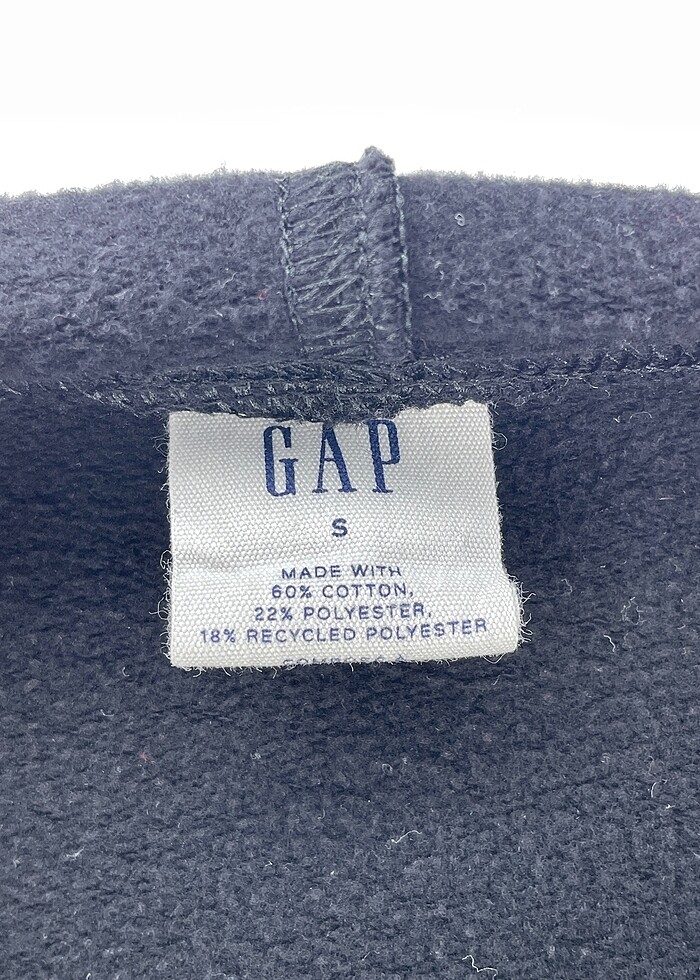 GAP
S
MADE WITH
60% COTTON,
22% POLYESTER,
18% RECYCLED POLYESTER